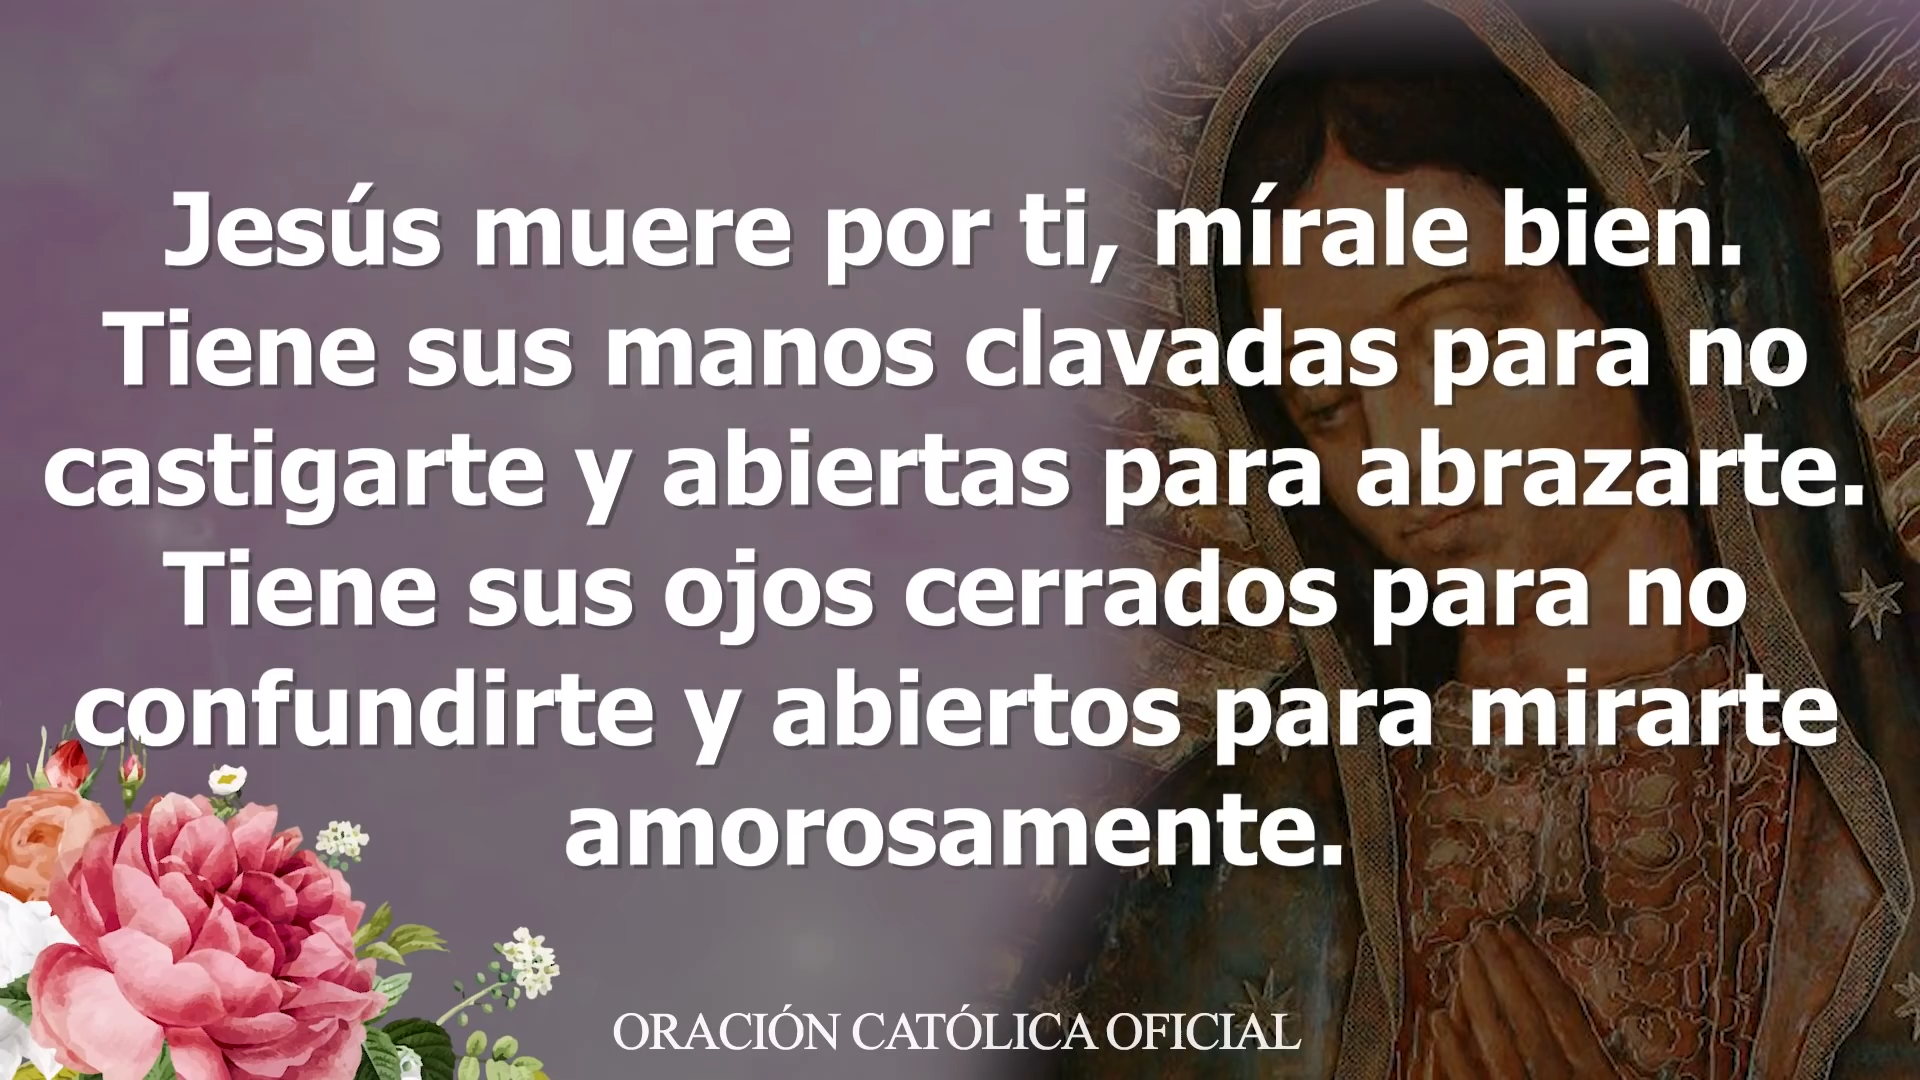 Jesús muere por ti, mírale bien.
Tiene sus manos clavadas para no
castigarte y abiertas para abrazarte.
Tiene sus ojos cerrados para no
confundirte y abiertos para mirarte
amorosamente.
ORACIÓN CATÓLICA OFICIAL